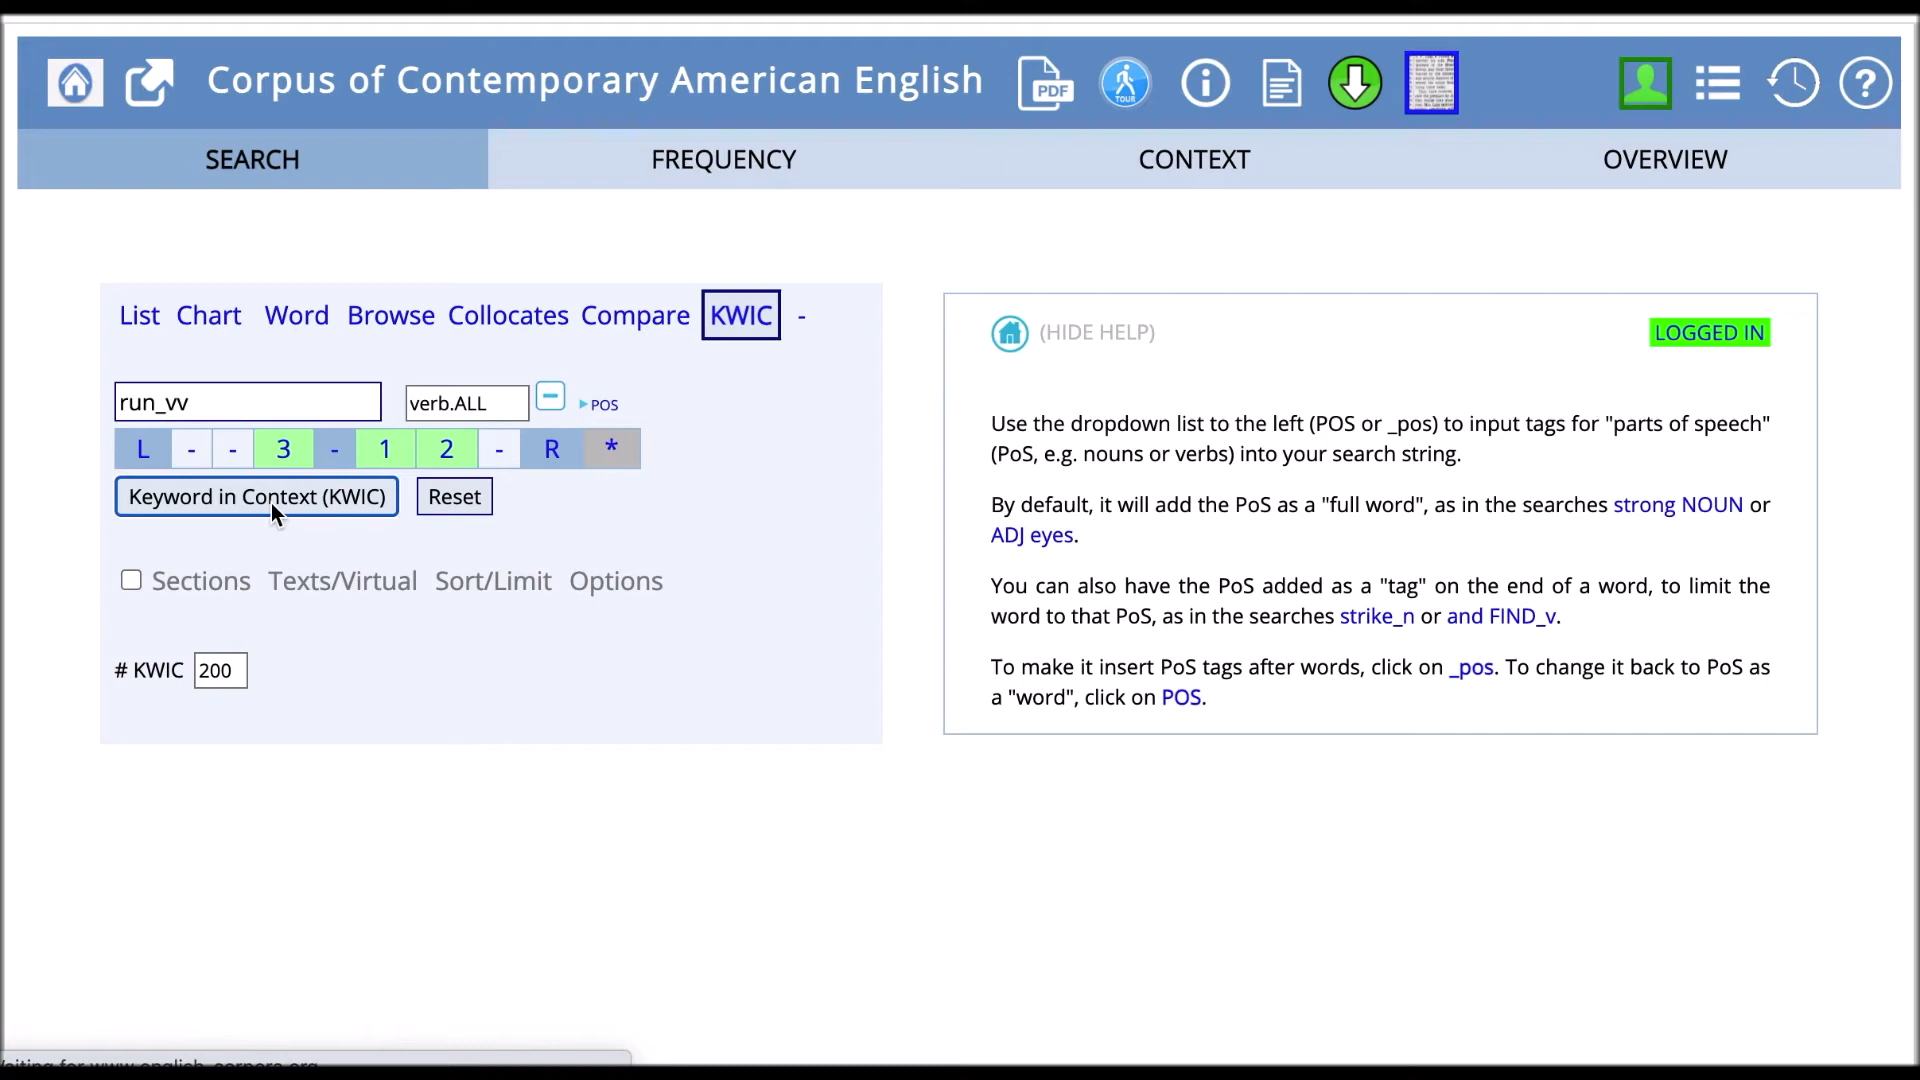 Corpus of Contemporary American English
PDF
TOUR
SEARCH FREQUENCY CONTEXT OVERVIEW
List Chart Word Browse Collocates Compare KWIC -
run_vv verb.ALL POS
L - - 3 - 1 2 - R *
Keyword in Context (KWIC) Reset
Sections Texts/Virtual Sort/Limit Options
# KWIC 200
(HIDE HELP) LOGGED IN
Use the dropdown list to the left (POS or _pos) to input tags for "parts of speech"
(PoS, e.g. nouns or verbs) into your search string.
By default, it will add the PoS as a "full word", as in the searches strong NOUN or
ADJ eyes.
You can also have the PoS added as a "tag" on the end of a word, to limit the
word to that PoS, as in the searches strike_n or and FIND_v.
To make it insert PoS tags after words, click on _pos. To change it back to PoS as
a "word", click on POS.